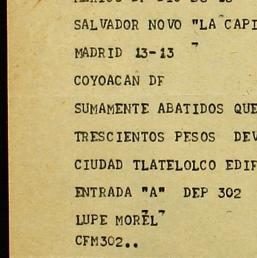 SALVADOR NOVO "LA CAPI
MADRID 13-13
COYOACAN DF
SUMAMENTE ABATIDOS QUE
TRESCIENTOS PESOS DEV
CIUDAD TLATELOLCO EDIF
ENTRADA "A" DEP 302
LUPE MOREL
CFM302..